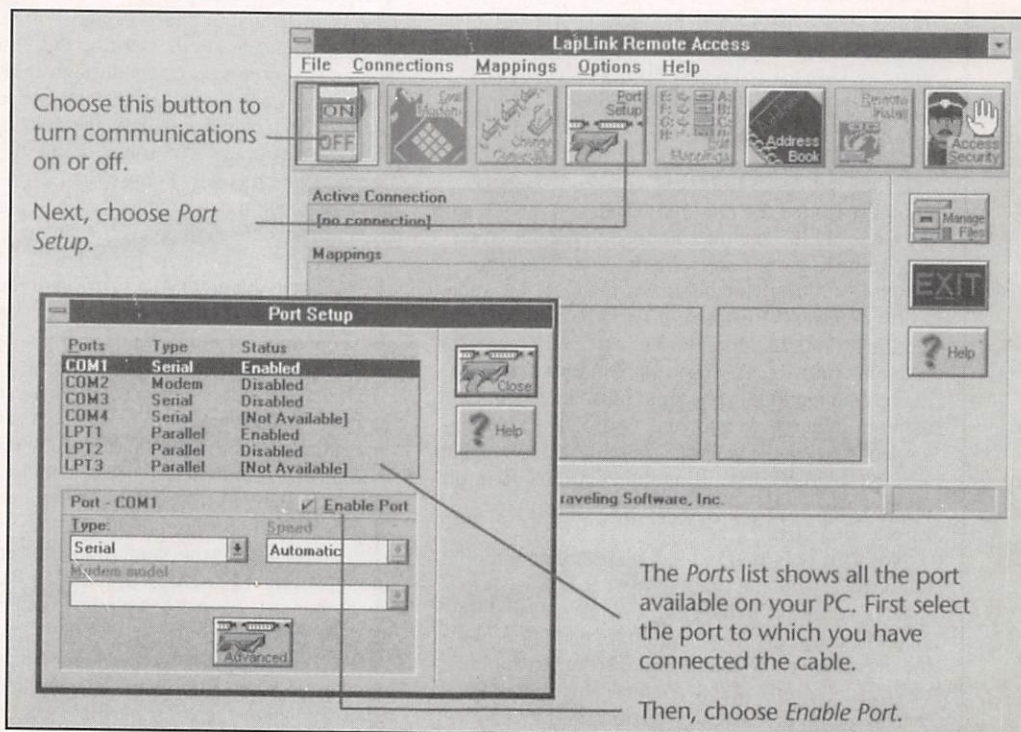 LapLink Remote Access
File Connections Mappings Options Help
Choose this button to
turn communications
on or off.
Next, choose Port
Setup.
ON
OFF
Port
Setup
Address
Book
Access
Security
Active Connection
[no connection]
Mappings
Manage
Files
EXIT
Help
Port Setup
Ports Type Status
COM1 Serial Enabled
COM2 Modem Disabled
COM3 Serial Disabled
COM4 Serial [Not Available]
LPT1 Parallel Enabled
LPT2 Parallel Disabled
LPT3 Parallel [Not Available]
Close
Help
Port - COM1 Enable Port
Type: Speed
Serial Automatic
Modem model
Advanced
raveling Software, Inc.
The Ports list shows all the port
available on your PC. First select
the port to which you have
connected the cable.
Then, choose Enable Port.